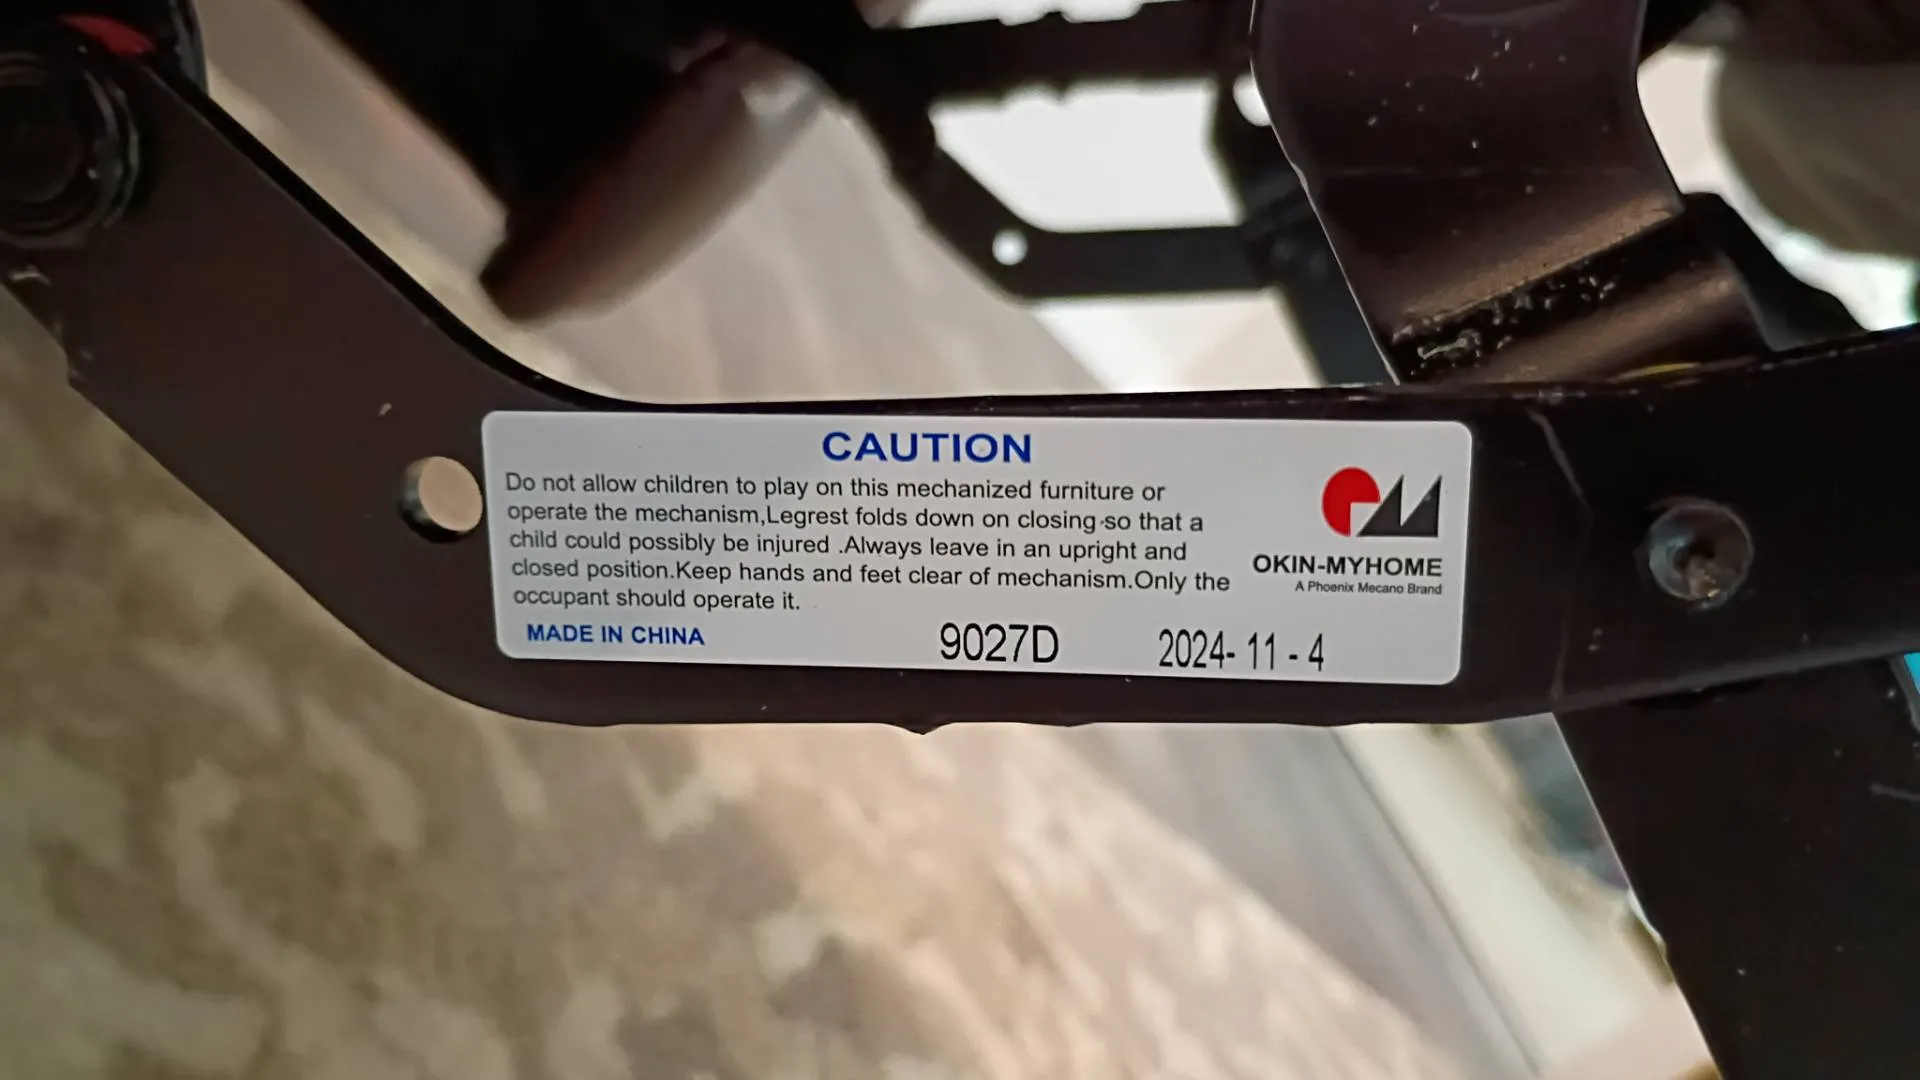 CAUTION
Do not allow children to play on this mechanized furniture or
operate the mechanism,Legrest folds down on closing so that a
child could possibly be injured .Always leave in an upright and
closed position.Keep hands and feet clear of mechanism.Only the
occupant should operate it.
OKIN-MYHOME
A Phoenix Mecano Brand
MADE IN CHINA 9027D 2024- 11 - 4